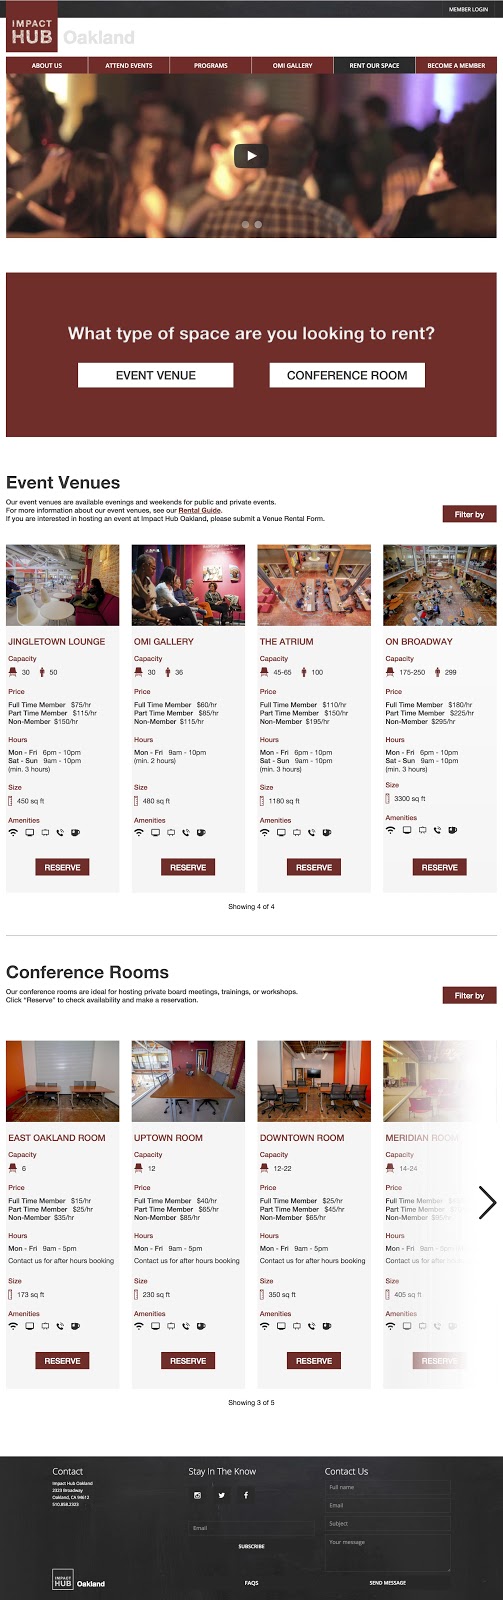 MEMBER LOGIN
IMPACT
HUB Oakland
ABOUT US ATTEND EVENTS PROGRAMS OMI GALLERY RENT OUR SPACE BECOME A MEMBER
What type of space are you looking to rent?
EVENT VENUE CONFERENCE ROOM
Event Venues
Our event venues are available evenings and weekends for public and private events.
For more information about our event venues, see our Rental Guide.
If you are interested in hosting an event at Impact Hub Oakland, please submit a Venue Rental Form.
Filter by
JINGLETOWN LOUNGE
Capacity
30 50
Price
Full Time Member $75/hr
Part Time Member $115/hr
Non-Member $150/hr
Hours
Mon - Fri 6pm - 10pm
Sat - Sun 9am - 10pm
(min. 3 hours)
Size
450 sq ft
Amenities
RESERVE
OMI GALLERY
Capacity
30 36
Price
Full Time Member $60/hr
Part Time Member $85/hr
Non-Member $115/hr
Hours
Mon - Fri 9am - 10pm
(min. 2 hours)
Size
480 sq ft
Amenities
RESERVE
THE ATRIUM
Capacity
45-65 100
Price
Full Time Member $110/hr
Part Time Member $150/hr
Non-Member $195/hr
Hours
Mon - Fri 6pm - 10pm
Sat - Sun 9am - 10pm
(min. 3 hours)
Size
1180 sq ft
Amenities
RESERVE
ON BROADWAY
Capacity
175-250 299
Price
Full Time Member $180/hr
Part Time Member $225/hr
Non-Member $295/hr
Hours
Mon - Fri 6pm - 10pm
Sat - Sun 9am - 10pm
(min. 3 hours)
Size
3300 sq ft
Amenities
RESERVE
Showing 4 of 4
Conference Rooms
Our conference rooms are ideal for hosting private board meetings, trainings, or workshops.
Click "Reserve" to check availability and make a reservation.
Filter by
EAST OAKLAND ROOM
Capacity
6
Price
Full Time Member $15/hr
Part Time Member $25/hr
Non-Member $35/hr
Hours
Mon - Fri 9am - 5pm
Contact us for after hours booking
Size
173 sq ft
Amenities
RESERVE
UPTOWN ROOM
Capacity
12
Price
Full Time Member $40/hr
Part Time Member $65/hr
Non-Member $85/hr
Hours
Mon - Fri 9am - 5pm
Contact us for after hours booking
Size
230 sq ft
Amenities
RESERVE
DOWNTOWN ROOM
Capacity
12-22
Price
Full Time Member $25/hr
Part Time Member $45/hr
Non-Member $65/hr
Hours
Mon - Fri 9am - 5pm
Contact us for after hours booking
Size
350 sq ft
Amenities
RESERVE
MERIDIAN ROOM
Capacity
14-24
Price
Full Time Member
Part Time Member
Non-Member
Hours
Mon - Fri 9am - 5pm
Contact us for after hours
Size
405 sq ft
Amenities
RESERVE
Showing 3 of 5
Contact
Impact Hub Oakland
2323 Broadway
Oakland, CA 94612
510.858.2323
Stay In The Know
Email
SUBSCRIBE
Contact Us
Full name
Email
Subject
Your message
IMPACT
HUB Oakland
FAQS
SEND MESSAGE